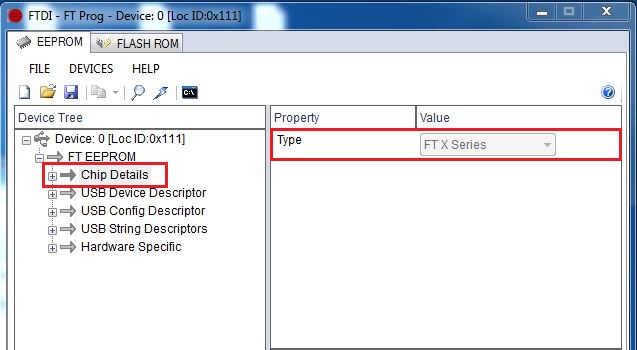 FTDI - FT Prog - Device: 0 [Loc ID:0x111]
EEPROM FLASH ROM
FILE DEVICES HELP
Device Tree
Property Value
Device: 0 [Loc ID:0x111]
FT EEPROM
Chip Details
USB Device Descriptor
USB Config Descriptor
USB String Descriptors
Hardware Specific
Type FT X Series